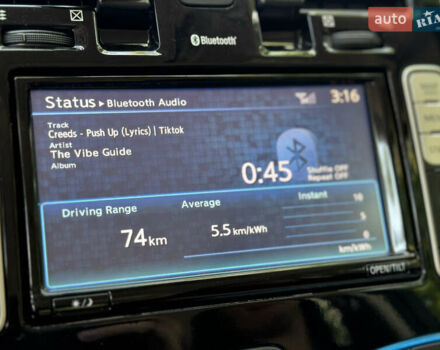 auto RIA
Bluetooth
Status ▸ Bluetooth Audio 3:16
Track
Creeds - Push Up (Lyrics) | Tiktok
Artist
The Vibe Guide
Album
0:45 Shuffle OFF
Repeat OFF
Driving Range Average Instant 10
74 km 5.5 km/kWh 5
0
km/kWh
OPEN/TILT